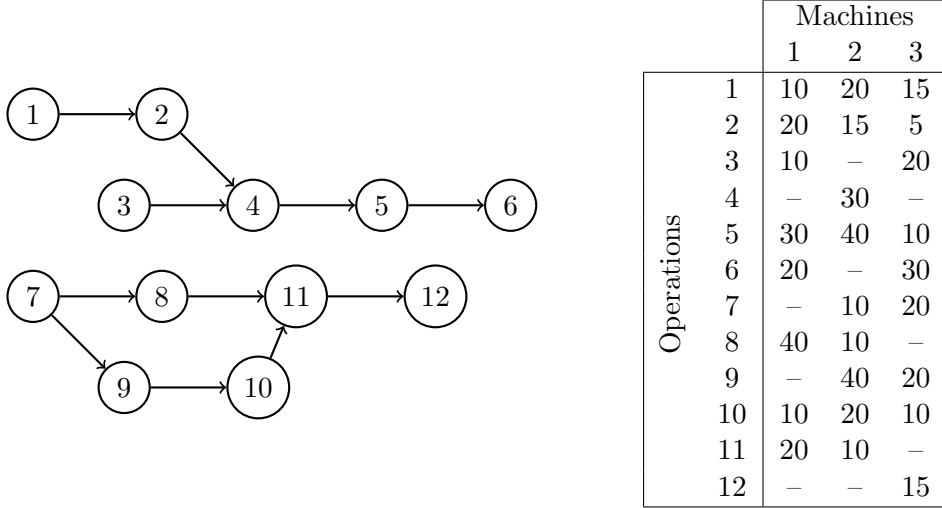 1 2
3 4 5 6
7 8 11 12
9 10
Machines
1 2 3
Operations
1 10 20 15
2 20 15 5
3 10 – 20
4 – 30 –
5 30 40 10
6 20 – 30
7 – 10 20
8 40 10 –
9 – 40 20
10 10 20 10
11 20 10 –
12 – – 15